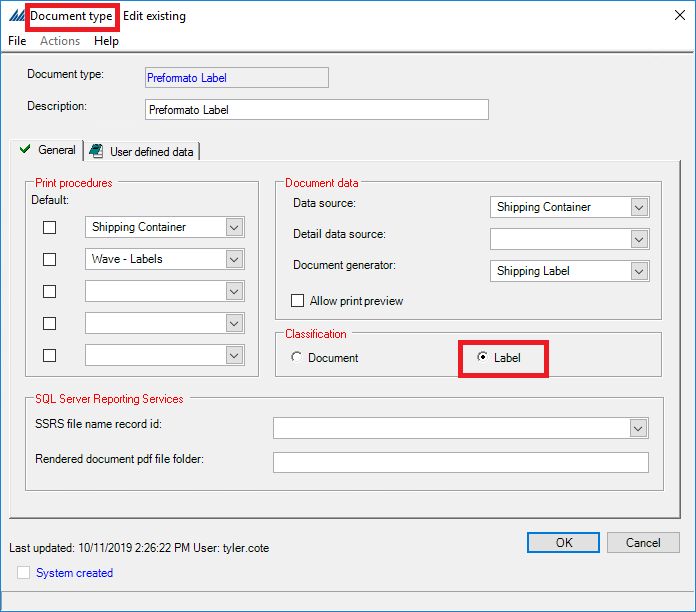 Document type Edit existing
File Actions Help
Document type: Preformato Label
Description: Preformato Label
General User defined data
Print procedures
Default:
Shipping Container
Wave - Labels
Document data
Data source: Shipping Container
Detail data source:
Document generator: Shipping Label
Allow print preview
Classification
Document Label
SQL Server Reporting Services
SSRS file name record id:
Rendered document pdf file folder:
Last updated: 10/11/2019 2:26:22 PM User: tyler.cote
OK Cancel
System created